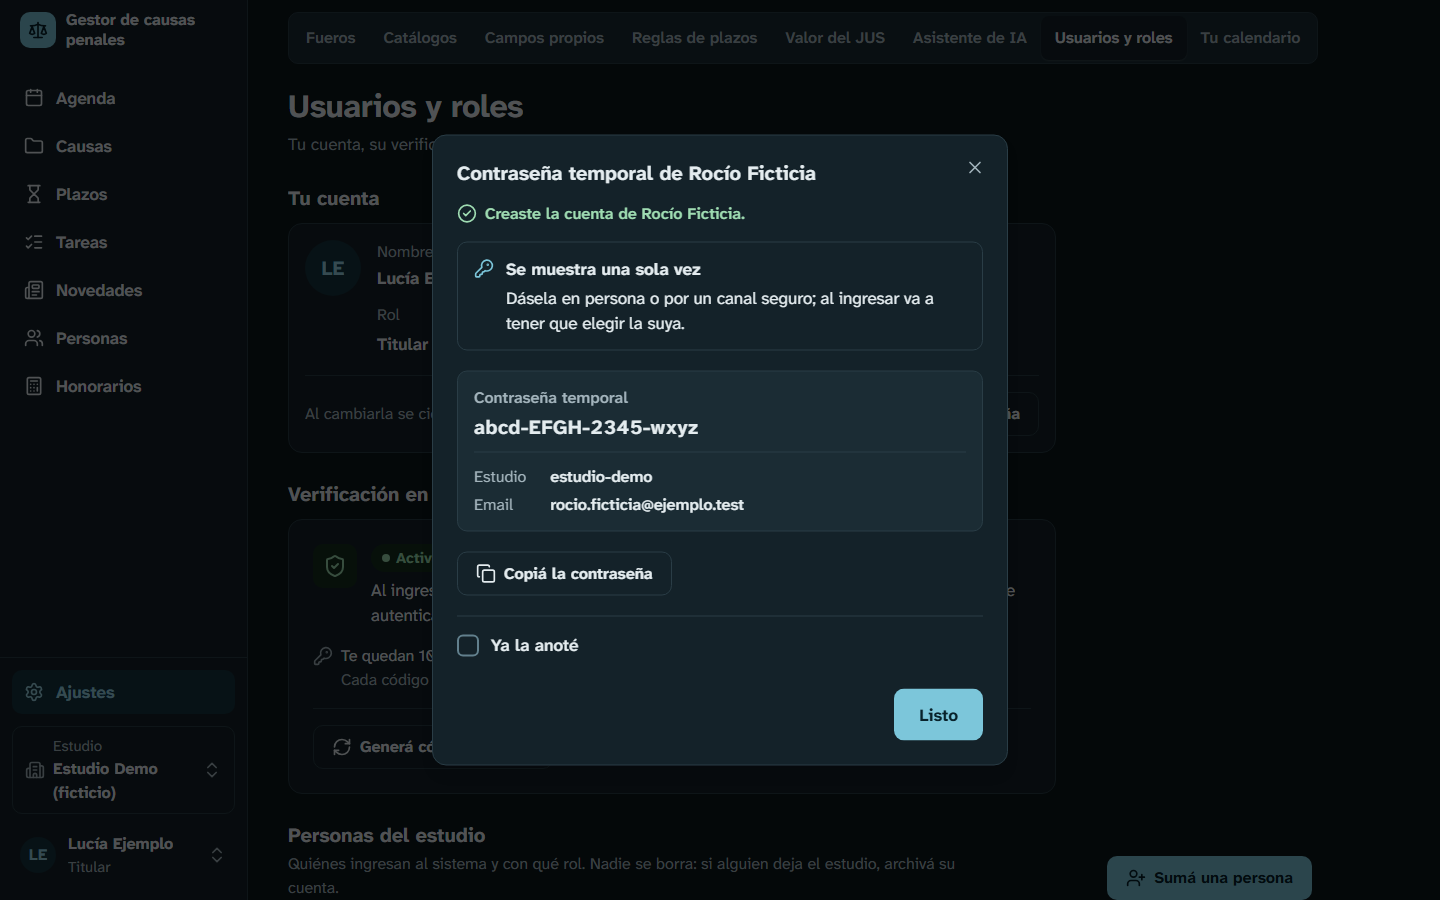 Gestor de causas
penales
Agenda
Causas
Plazos
Tareas
Novedades
Personas
Honorarios
Ajustes
Estudio
Estudio Demo
(ficticio)
LE
Lucía Ejemplo
Titular
Fueros
Catálogos
Campos propios
Reglas de plazos
Valor del JUS
Asistente de IA
Usuarios y roles
Tu calendario
Usuarios y roles
Tu cuenta, su verific
Tu cuenta
LE
Nombre
Lucía E
Rol
Titular
Al cambiarla se ci
ña
Verificación en
Activ
Al ingres
e
autentic
Te quedan 10
Cada código
Generá có
Contraseña temporal de Rocío Ficticia
Creaste la cuenta de Rocío Ficticia.
Se muestra una sola vez
Dásela en persona o por un canal seguro; al ingresar va a
tener que elegir la suya.
Contraseña temporal
abcd-EFGH-2345-wxyz
Estudio estudio-demo
Email rocio.ficticia@ejemplo.test
Copiá la contraseña
Ya la anoté
Listo
Personas del estudio
Quiénes ingresan al sistema y con qué rol. Nadie se borra: si alguien deja el estudio, archivá su
cuenta.
Sumá una persona